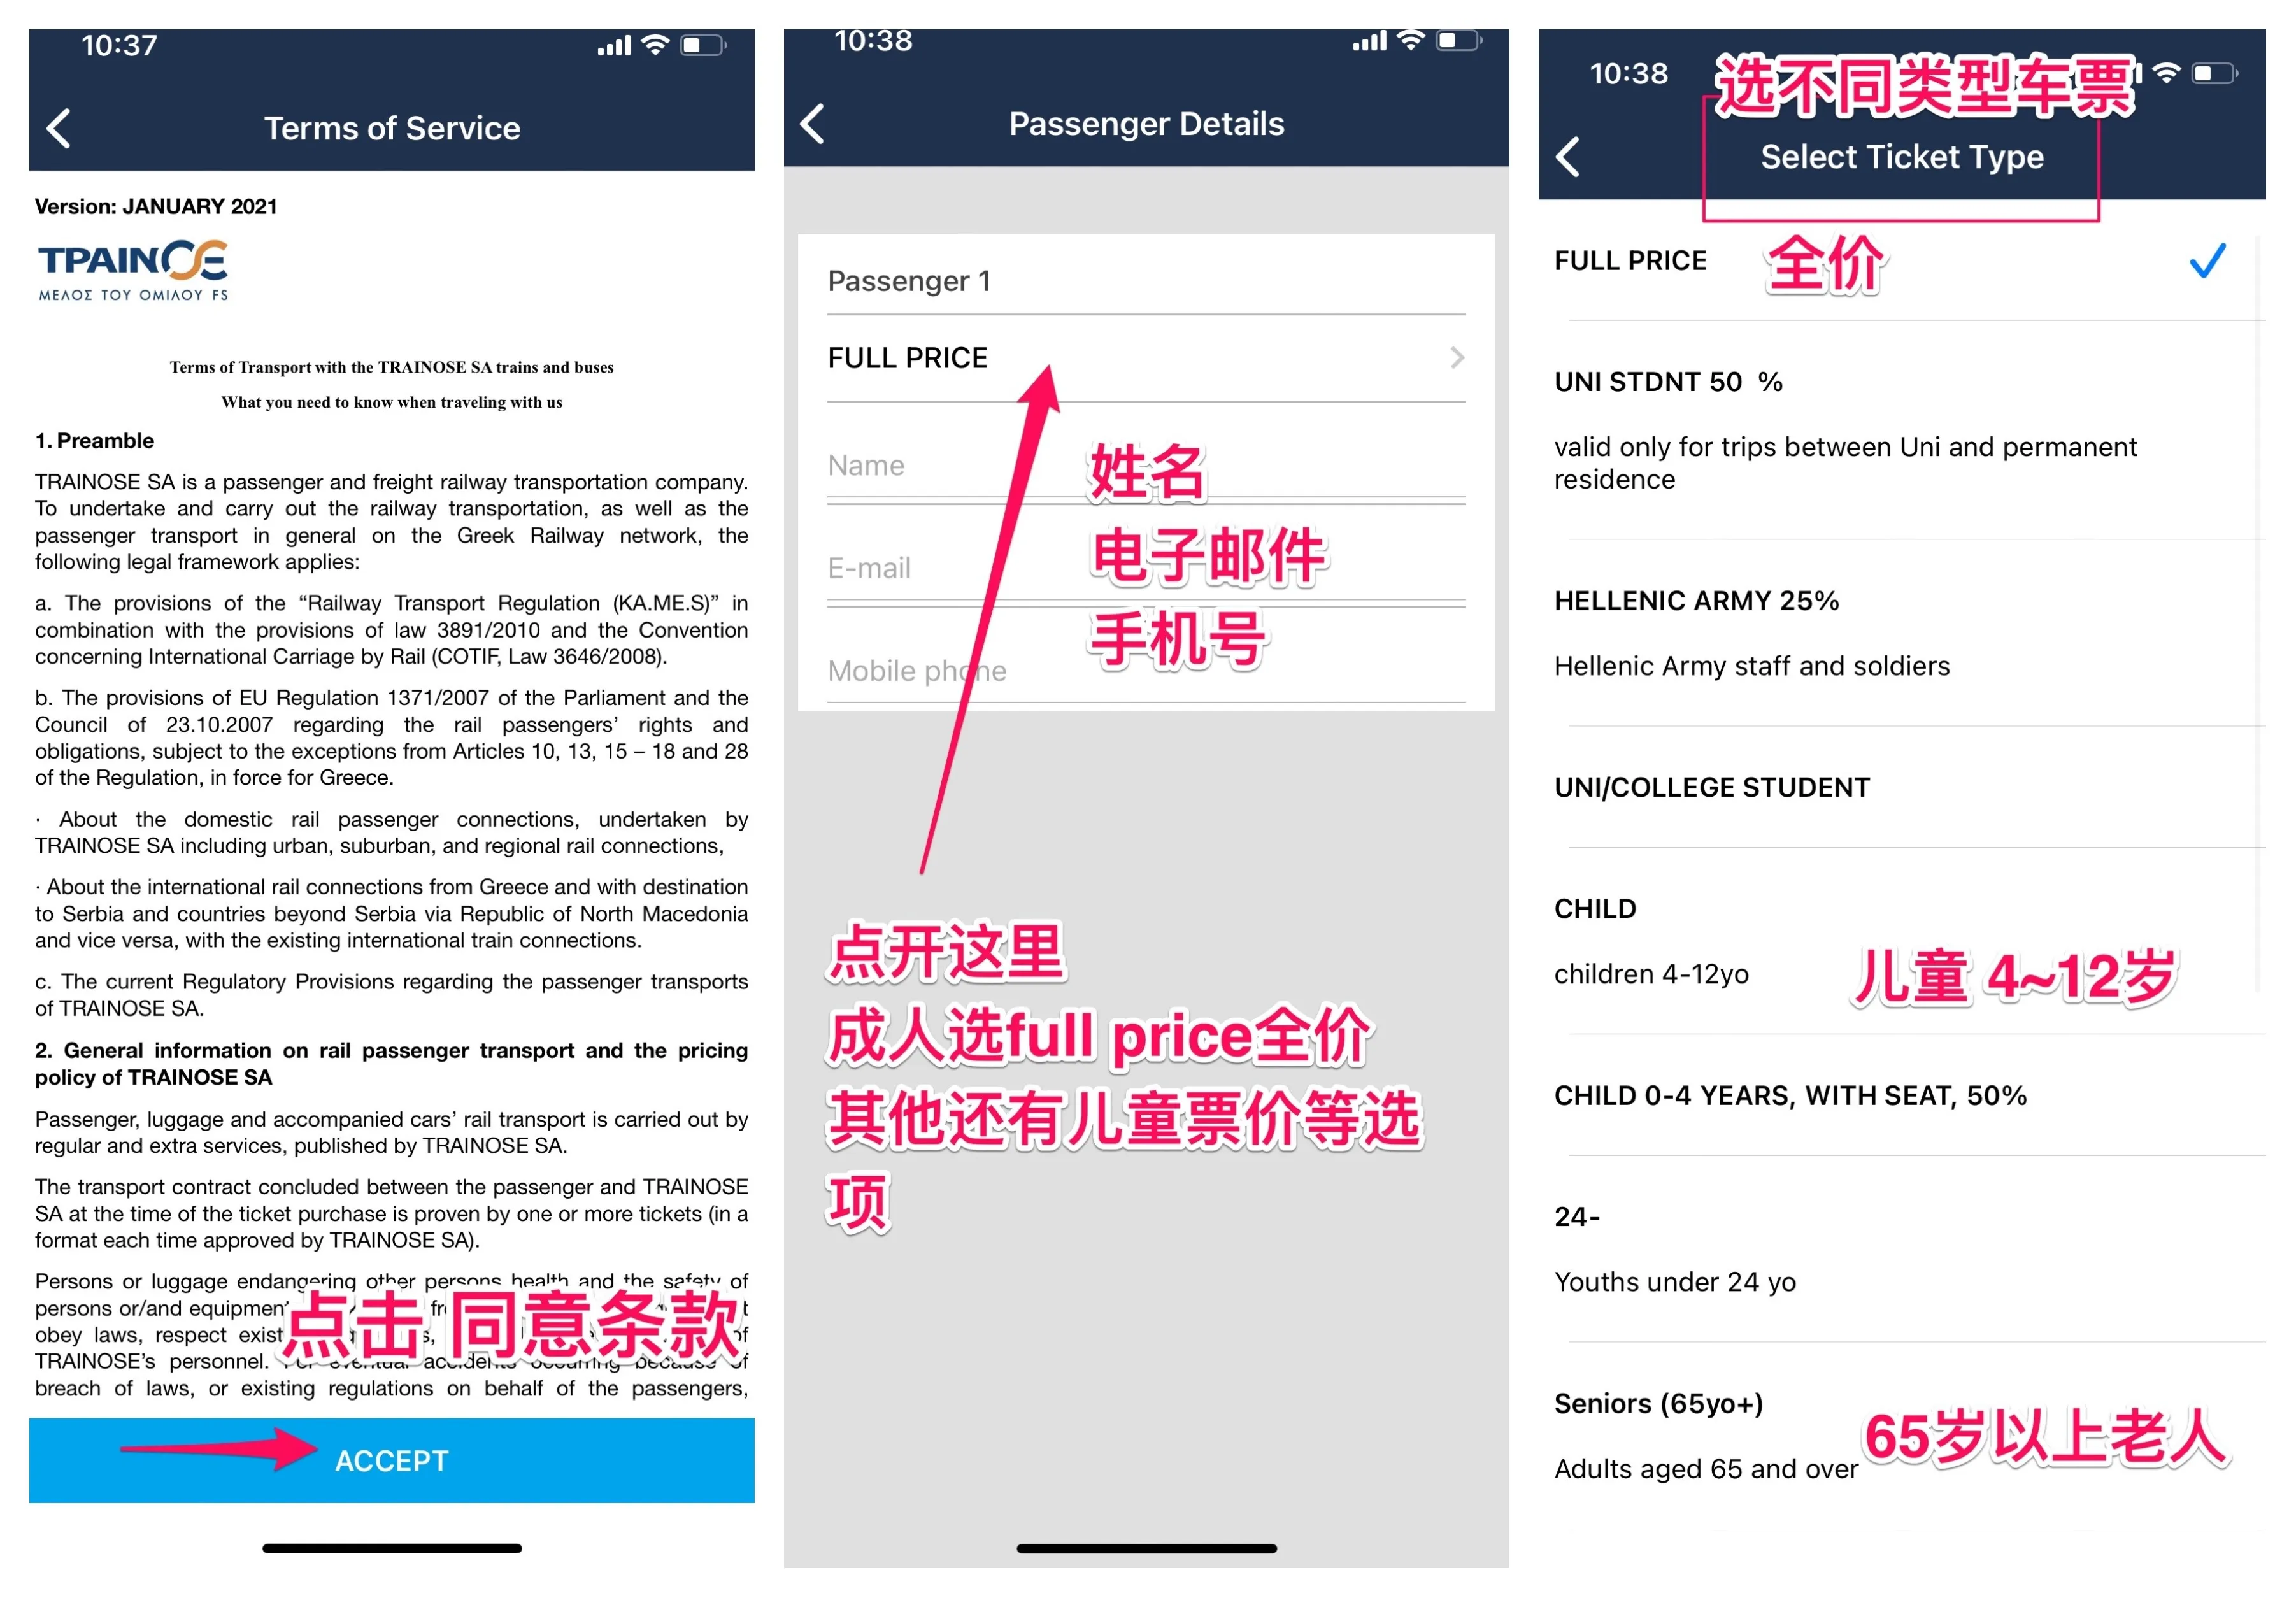 10:37
Terms of Service
Version: JANUARY 2021
ΤΡΑΙΝΟΣΕ
ΜΕΛΟΣ ΤΟΥ ΟΜΙΛΟΥ FS
Terms of Transport with the TRAINOSE SA trains and buses
What you need to know when traveling with us
1. Preamble
TRAINOSE SA is a passenger and freight railway transportation company.
To undertake and carry out the railway transportation, as well as the
passenger transport in general on the Greek Railway network, the
following legal framework applies:
a. The provisions of the “Railway Transport Regulation (KA.ME.S)” in
combination with the provisions of law 3891/2010 and the Convention
concerning International Carriage by Rail (COTIF, Law 3646/2008).
b. The provisions of EU Regulation 1371/2007 of the Parliament and the
Council of 23.10.2007 regarding the rail passengers’ rights and
obligations, subject to the exceptions from Articles 10, 13, 15 – 18 and 28
of the Regulation, in force for Greece.
· About the domestic rail passenger connections, undertaken by
TRAINOSE SA including urban, suburban, and regional rail connections,
· About the international rail connections from Greece and with destination
to Serbia and countries beyond Serbia via Republic of North Macedonia
and vice versa, with the existing international train connections.
c. The current Regulatory Provisions regarding the passenger transports
of TRAINOSE SA.
2. General information on rail passenger transport and the pricing
policy of TRAINOSE SA
Passenger, luggage and accompanied cars’ rail transport is carried out by
regular and extra services, published by TRAINOSE SA.
The transport contract concluded between the passenger and TRAINOSE
SA at the time of the ticket purchase is proven by one or more tickets (in a
format each time approved by TRAINOSE SA).
Persons or luggage endangering other persons health and the safety of
persons or/and equipment
obey laws, respect of
TRAINOSE’s personnel. For eventual accidents occurring because of
breach of laws, or existing regulations on behalf of the passengers,
点击 同意条款
ACCEPT
10:38
Passenger Details
Passenger 1
FULL PRICE
Name
姓名
E-mail
电子邮件
Mobile phone
手机号
点开这里
成人选full price全价
其他还有儿童票价等选
项
10:38
选不同类型车票
Select Ticket Type
FULL PRICE
全价
UNI STDNT 50 %
valid only for trips between Uni and permanent
residence
HELLENIC ARMY 25%
Hellenic Army staff and soldiers
UNI/COLLEGE STUDENT
CHILD
children 4-12yo
儿童 4~12岁
CHILD 0-4 YEARS, WITH SEAT, 50%
24-
Youths under 24 yo
Seniors (65yo+)
Adults aged 65 and over
65岁以上老人